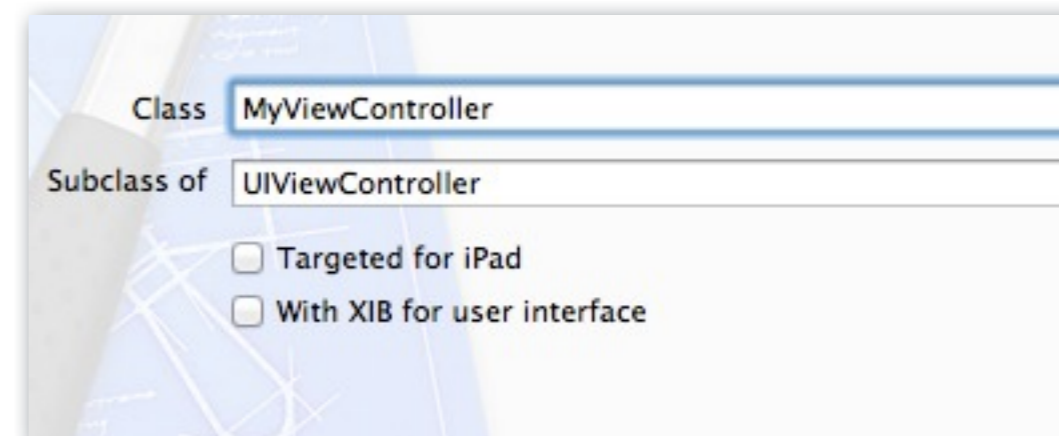 Class MyViewController
Subclass of UIViewController
Targeted for iPad
With XIB for user interface